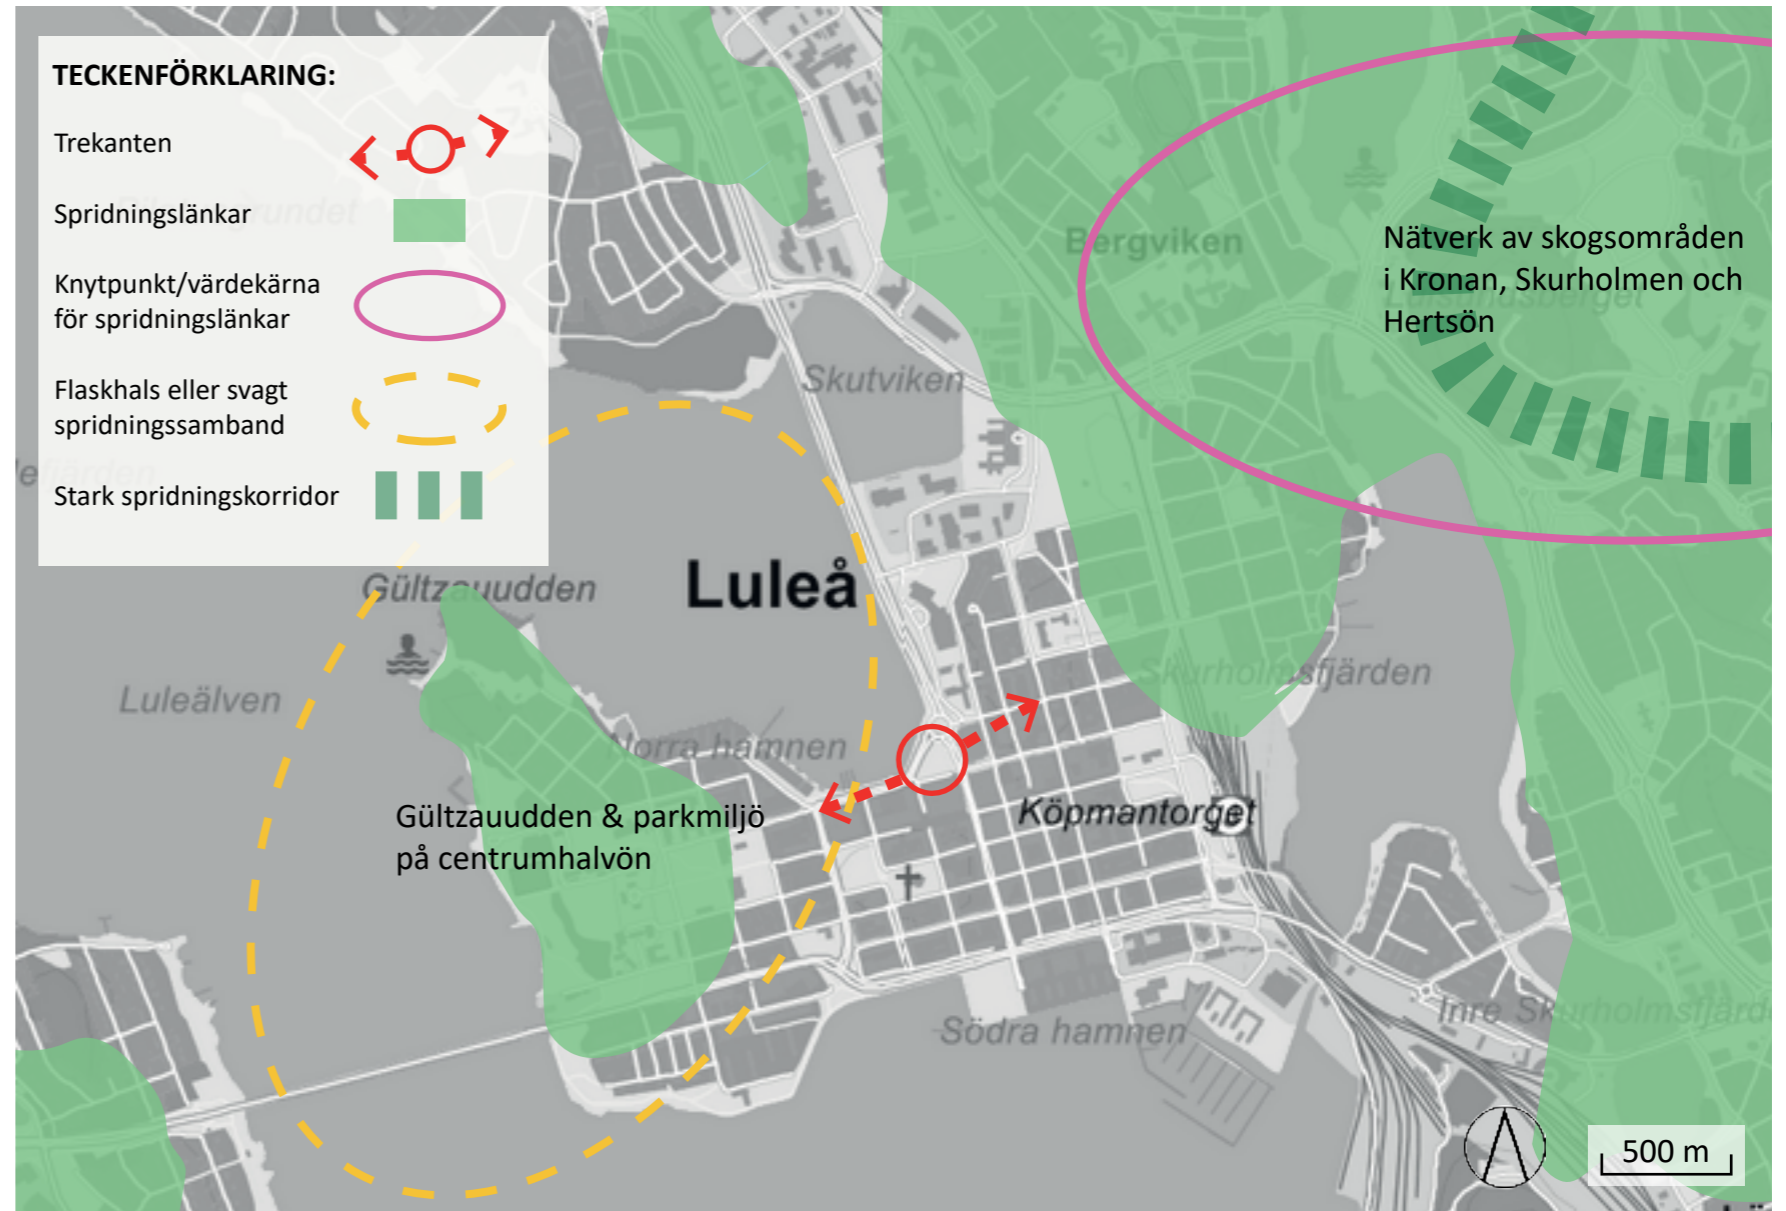 TECKENFÖRKLARING:
Trekanten
Spridningslänkar
Knytpunkt/värdekärna
för spridningslänkar
Flaskhals eller svagt
spridningssamband
Stark spridningskorridor
Bergviken
Nätverk av skogsområden
i Kronan, Skurholmen och
Hertsön
Skutviken
Gültzauudden
Luleå
Luleälven
Skurholmsfjärden
Norra hamnen
Gültzauudden & parkmiljö
på centrumhalvön
Köpmantorget
Södra hamnen
Inre Skurholmsfjärd
500 m